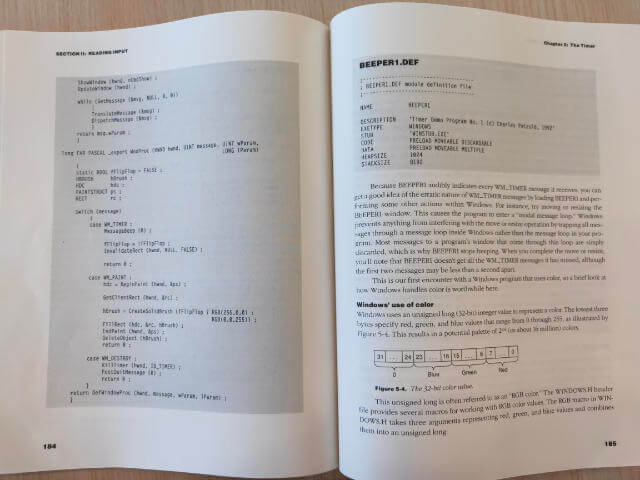 SECTION II: READING INPUT
ShowWindow (hwnd, nCmdShow) ;
UpdateWindow (hwnd) ;
while (GetMessage (&msg, NULL, 0, 0))
{
TranslateMessage (&msg) ;
DispatchMessage (&msg) ;
}
return msg.wParam ;
}
long FAR PASCAL _export WndProc (HWND hwnd, UINT message, UINT wParam,
LONG lParam)
{
static BOOL fFlipFlop = FALSE ;
HBRUSH hBrush ;
HDC hdc ;
PAINTSTRUCT ps ;
RECT rc ;
switch (message)
{
case WM_TIMER :
MessageBeep (0) ;
fFlipFlop = !fFlipFlop ;
InvalidateRect (hwnd, NULL, FALSE) ;
return 0 ;
case WM_PAINT :
hdc = BeginPaint (hwnd, &ps) ;
GetClientRect (hwnd, &rc) ;
hBrush = CreateSolidBrush (fFlipFlop ? RGB(255,0,0) :
RGB(0,0,255)) ;
FillRect (hdc, &rc, hBrush) ;
EndPaint (hwnd, &ps) ;
DeleteObject (hBrush) ;
return 0 ;
case WM_DESTROY :
KillTimer (hwnd, ID_TIMER) ;
PostQuitMessage (0) ;
return 0 ;
}
return DefWindowProc (hwnd, message, wParam, lParam) ;
}
184
Chapter 5: The Timer
BEEPER1.DEF
;-----------------------------------
; BEEPER1.DEF module definition file
;-----------------------------------
NAME BEEPER1
DESCRIPTION 'Timer Demo Program No. 1 (c) Charles Petzold, 1992'
EXETYPE WINDOWS
STUB 'WINSTUB.EXE'
CODE PRELOAD MOVEABLE DISCARDABLE
DATA PRELOAD MOVEABLE MULTIPLE
HEAPSIZE 1024
STACKSIZE 8192
Because BEEPER1 audibly indicates every WM_TIMER message it receives, you can
get a good idea of the erratic nature of WM_TIMER messages by loading BEEPER1 and per-
forming some other actions within Windows. For instance, try moving or resizing the
BEEPER1 window. This causes the program to enter a "modal message loop." Windows
prevents anything from interfering with the move or resize operation by trapping all mes-
sages through a message loop inside Windows rather than the message loop in your pro-
gram. Most messages to a program's window that come through this loop are simply
discarded, which is why BEEPER1 stops beeping. When you complete the move or resize,
you'll note that BEEPER1 doesn't get all the WM_TIMER messages it has missed, although
the first two messages may be less than a second apart.
This is our first encounter with a Windows program that uses color, so a brief look at
how Windows handles color is worthwhile here.
Windows' use of color
Windows uses an unsigned long (32-bit) integer value to represent a color. The lowest three
bytes specify red, green, and blue values that range from 0 through 255, as illustrated by
Figure 5-4. This results in a potential palette of 2²⁴ (or about 16 million) colors.
31 ... 24 23 ... 16 15 ... 8 7 ... 0
0 Blue Green Red
Figure 5-4. The 32-bit color value.
This unsigned long is often referred to as an "RGB color." The WINDOWS.H header
file provides several macros for working with RGB color values. The RGB macro in WIN-
DOWS.H takes three arguments representing red, green, and blue values and combines
them into an unsigned long:
185